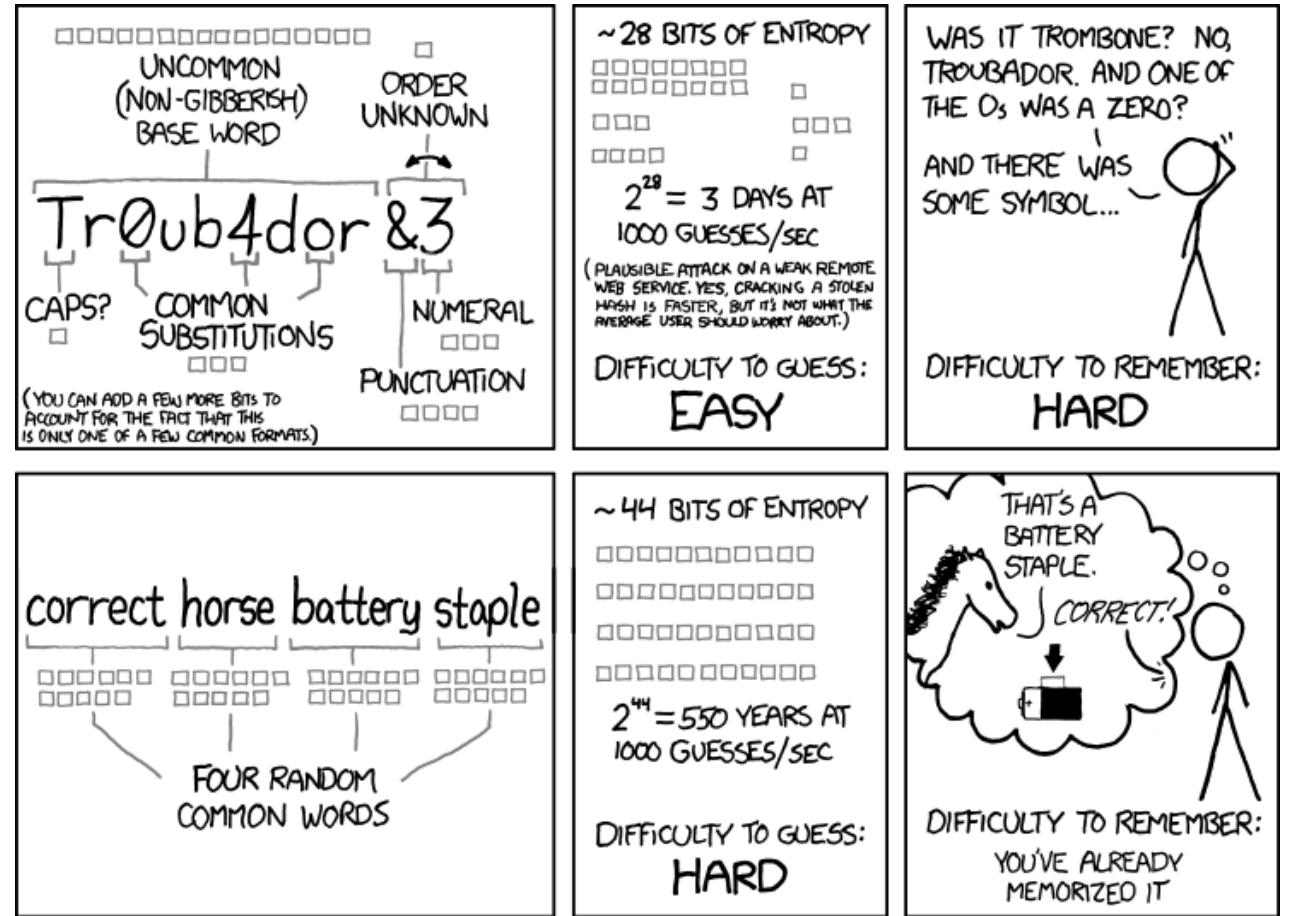 UNCOMMON
(NON-GIBBERISH)
BASE WORD
ORDER
UNKNOWN
Tr0ub4dor &3
CAPS?
COMMON
SUBSTITUTIONS
NUMERAL
PUNCTUATION
(YOU CAN ADD A FEW MORE BITS TO
ACCOUNT FOR THE FACT THAT THIS
IS ONLY ONE OF A FEW COMMON FORMATS.)
~28 BITS OF ENTROPY
2^28 = 3 DAYS AT
1000 GUESSES/SEC
(PLAUSIBLE ATTACK ON A WEAK REMOTE
WEB SERVICE. YES, CRACKING A STOLEN
HASH IS FASTER, BUT IT'S NOT WHAT THE
AVERAGE USER SHOULD WORRY ABOUT.)
DIFFICULTY TO GUESS:
EASY
WAS IT TROMBONE? NO,
TROUBADOR. AND ONE OF
THE Os WAS A ZERO?
AND THERE WAS
SOME SYMBOL...
DIFFICULTY TO REMEMBER:
HARD
correct horse battery staple
FOUR RANDOM
COMMON WORDS
~44 BITS OF ENTROPY
2^44 = 550 YEARS AT
1000 GUESSES/SEC
DIFFICULTY TO GUESS:
HARD
THAT'S A
BATTERY
STAPLE.
CORRECT!
+
DIFFICULTY TO REMEMBER:
YOU'VE ALREADY
MEMORIZED IT